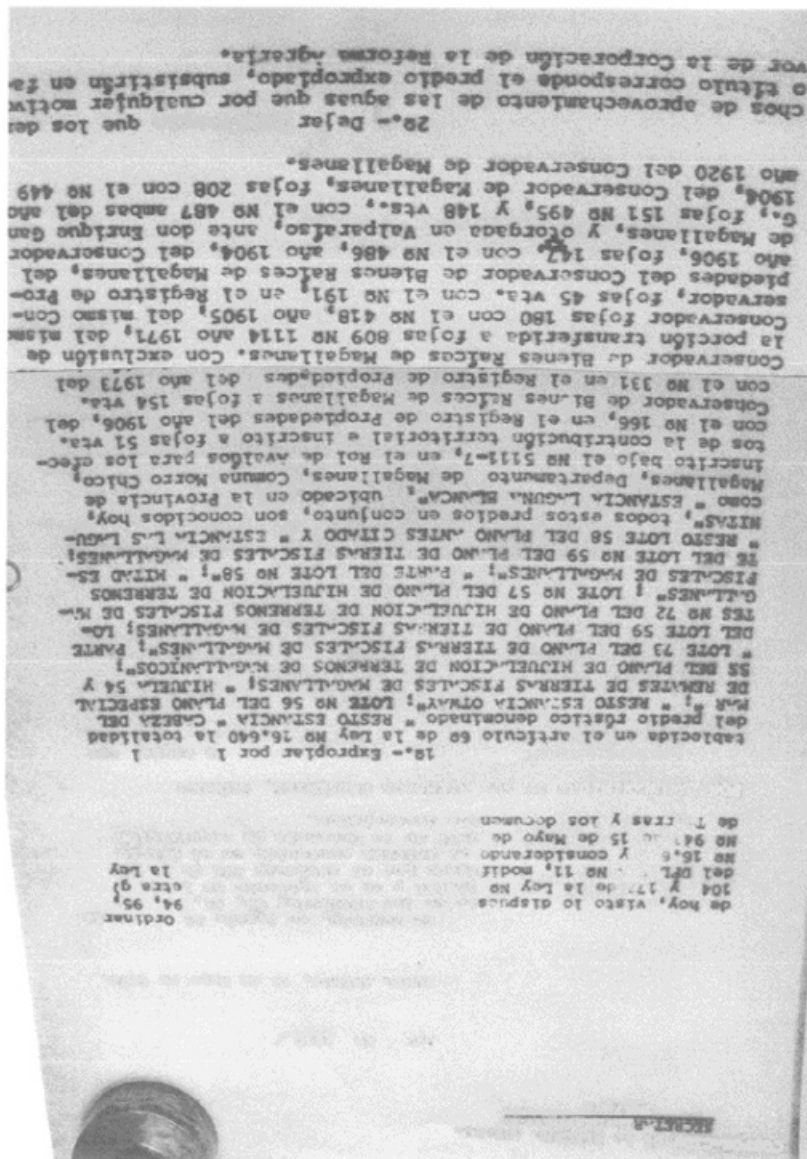 SECRET.R
Ordinar
de hoy, visto lo dispues 94, 95,
104 y 17 de la Ley Nº etra g)
del DFL Nº 11, modif la Ley
Nº 16.6 y considerando
Nº 94 de 15 de Mayo de
de T rras y los documen
1º.- Expropiar por l l
tablecida en el artículo 6º de la Ley Nº 16.640 la totalidad
del predio rústico denominado " RESTO ESTANCIA " CABEZA DEL
MAR "; " RESTO ESTANCIA OTWAY"; LOTE Nº 56 DEL PLANO ESPECIAL
DE REMATES DE TIERRAS FISCALES DE MAGALLANES; " HIJUELA 54 y
55 DEL PLANO DE HIJUELACION DE TERRENOS DE MAGALLANICOS";
" LOTE 73 DEL PLANO DE TIERRAS FISCALES DE MAGALLANES"; PARTE
DEL LOTE 59 DEL PLANO DE TIERRAS FISCALES DE MAGALLANES; LO-
TES Nº 72 DEL PLANO DE HIJUELACION DE TERRENOS FISCALES DE MA-
GALLANES" ; LOTE Nº 57 DEL PLANO DE HIJUELACION DE TERRENOS
FISCALES DE MAGALLANES"; " PARTE DEL LOTE Nº 58"; " MITAD ES-
TE DEL LOTE Nº 59 DEL PLANO DE TIERAS FISCALES DE MAGALLANES;
" RESTO LOTE 58 DEL PLANO ANTES CITADO Y " ESTANCIA LAS LAGU-
NITAS", todos estos predios en conjunto, son conocidos hoy,
como " ESTANCIA LAGUNA BLANCA", ubicado en la Provincia de
Magallanes, Departamento de Magallanes, Comuna Morro Chico,
inscrito bajo el Nº 5111-7, en el Rol de Avalúos para los efec-
tos de la contribución territorial e inscrito a fojas 51 vta.
con el Nº 166, en el Registro de Propiedades del año 1906, del
Conservador de Bienes Raíces de Magallanes a fojas 154 vta.
con el Nº 331 en el Registro de Propiedades del año 1973 del
Conservador de Bienes Raíces de Magallanes. Con exclusión de
la porción transferida a fojas 809 Nº 1114 año 1971, del mismo
Conservador fojas 180 con el Nº 418, año 1905, del mismo Con-
servador, fojas 45 vta. con el Nº 191, en el Registro de Pro-
piedades del Conservador de Bienes Raíces de Magallanes, del
año 1906, fojas 147, con el Nº 486, año 1904, del Conservador
de Magallanes, y otorgada en Valparaíso, ante don Enrique Gan
G., fojas 151 Nº 495, y 148 vts., con el Nº 487 ambas del año
1904, del Conservador de Magallanes, fojas 208 con el Nº 449
año 1920 del Conservador de Magallanes.
2º.- Dejar que los der
chos de aprovechamiento de las aguas que por cualquier motiv
o título corresponda el predio expropiado, subsistirán en fa-
vor de la Corporación de la Reforma Agraria.